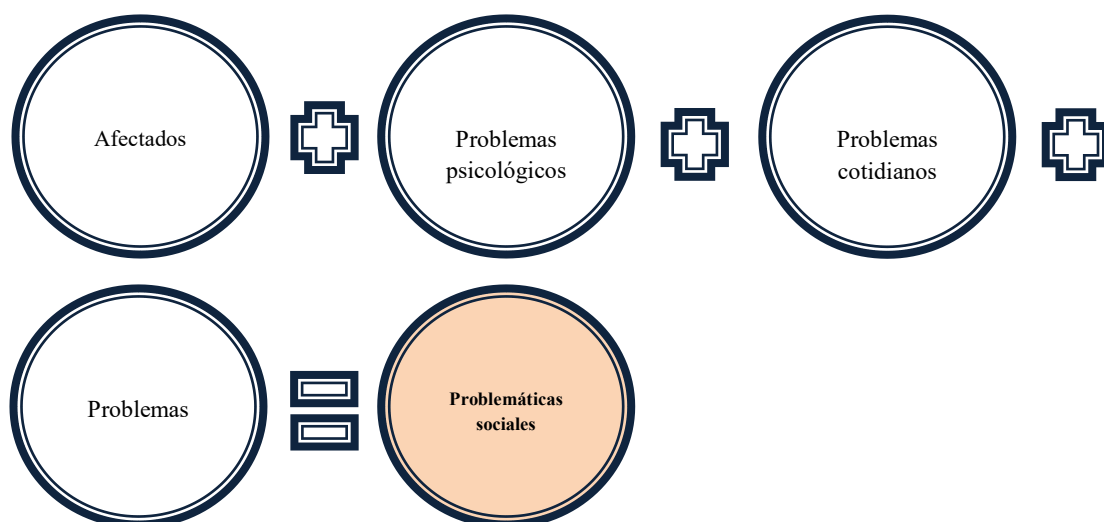 Afectados
Problemas
psicológicos
Problemas
cotidianos
Problemas
Problemáticas
sociales